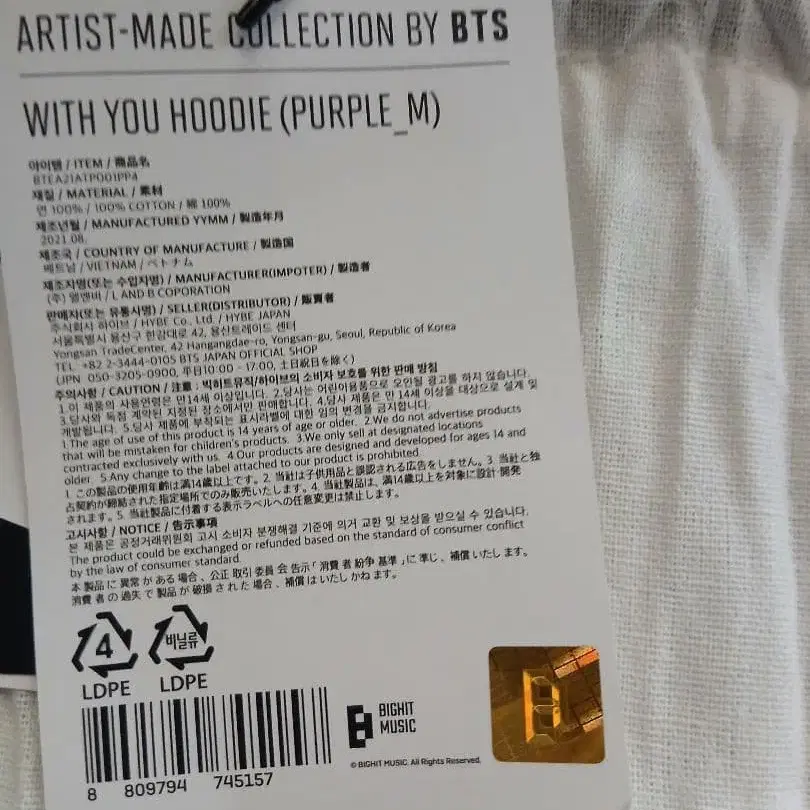 ARTIST-MADE COLLECTION BY BTS
WITH YOU HOODIE (PURPLE_M)
아이템 / ITEM / 商品名
BTEA21ATP001PP4
재질 / MATERIAL / 素材
면 100% / 100% COTTON / 綿 100%
제조년월 / MANUFACTURED YYMM / 製造年月
2021.08.
제조국 / COUNTRY OF MANUFACTURE / 製造国
베트남 / VIETNAM / ベトナム
제조자명(또는 수입자명) / MANUFACTURER(IMPOTER) / 製造者
(주) 엘앤비 / L AND B COPORATION
판매자(또는 유통사명) / SELLER(DISTRIBUTOR) / 販賣者
주식회사 하이브 / HYBE Co., Ltd. / HYBE JAPAN
서울특별시 용산구 한강대로 42, 용산트레이드 센터
Yongsan TradeCenter, 42 Hangangdae-ro, Yongsan-gu, Seoul, Republic of Korea
TEL. +82 2-3444-0105 BTS JAPAN OFFICIAL SHOP
(JPN 050-3205-0900, 平日10:00 - 17:00, 土日祝日を除く)
주의사항 / CAUTION / 注意 : 빅히트뮤직/하이브의 소비자 보호를 위한 판매 방침
1.이 제품의 사용연령은 만14세 이상입니다. 2.당사는 어린이용품으로 오인될 광고를 하지 않습니다.
3.당사와 독점 계약된 지정된 장소에서만 판매합니다. 4.당사 제품은 만 14세 이상을 대상으로 설계 및
개발됩니다. 5.당사 제품에 부착되는 표시라벨에 대한 임의 변경을 금지합니다.
1.The age of use of this product is 14 years of age or older. 2.We do not advertise products
that will be mistaken for children's products. 3.We only sell at designated locations
contracted exclusively with us. 4.Our products are designed and developed for ages 14 and
older. 5.Any change to the label attached to our product is prohibited.
1. この製品の使用年齢は満14歳以上です。2. 当社は子供用品と誤認される広告をしません。3. 当社と独
占契約が締結された指定場所でのみ販売いたします。4. 当社製品は、満14歳以上を対象に設計·開発
されます。5. 当社製品に付着する表示ラベルへの任意変更は禁止します。
고시사항 / NOTICE / 告示事項
본 제품은 공정거래위원회 고시 소비자 분쟁해결 기준에 의거 교환 및 보상을 받으실 수 있습니다.
The product could be exchanged or refunded based on the standard of consumer conflict
by the law of consumer standard.
本 製品 に 異常 が ある 場合 、公正 取引 委員 会 告示「 消費 者 紛争 基準 」に 準じ 、補償 いたし ます。
消費 者 の 過失 で 製品 が 破損 された 場合 、補償 は いたし かね ます。
4 비닐류
LDPE LDPE
BIGHIT
MUSIC
© BIGHIT MUSIC. All Rights Reserved.
8 809794 745157